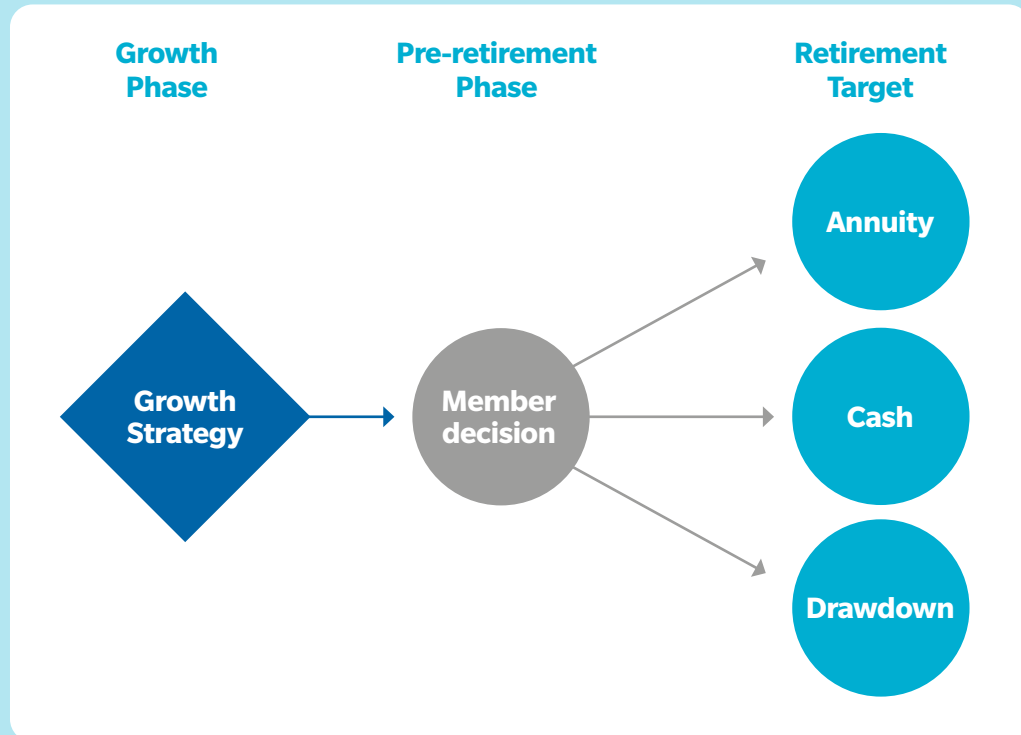 Growth
Phase
Pre-retirement
Phase
Retirement
Target
Growth
Strategy
Member
decision
Annuity
Cash
Drawdown